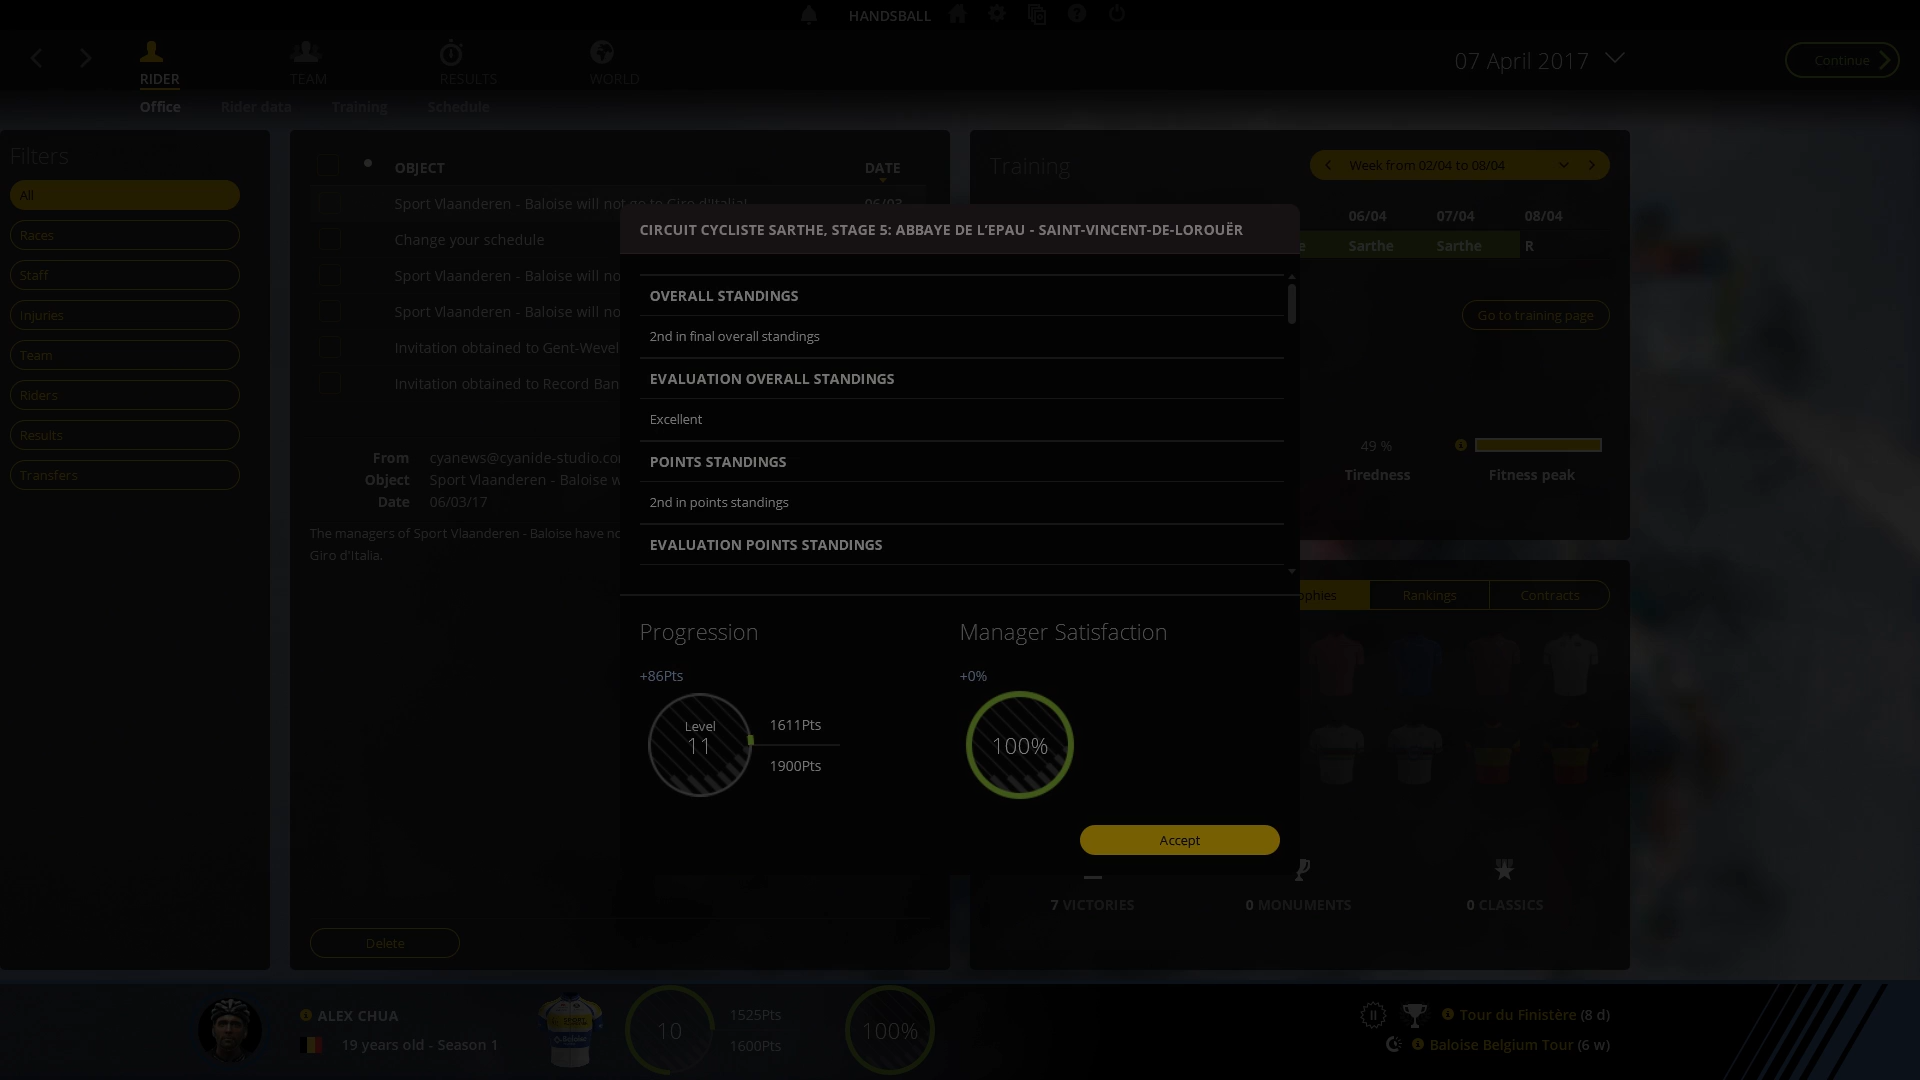 HANDSBALL
RIDER
TEAM
RESULTS
WORLD
07 April 2017
Continue
Office
Rider data
Training
Schedule
Filters
All
Races
Staff
Injuries
Team
Riders
Results
Transfers
OBJECT
DATE
Sport Vlaanderen - Baloise will not go to Giro d'Italia!
06/03
Change your schedule
Sport Vlaanderen - Baloise will no
Sport Vlaanderen - Baloise will no
Invitation obtained to Gent-Wevel
Invitation obtained to Record Ban
From cyanews@cyanide-studio.co
Object Sport Vlaanderen - Baloise w
Date 06/03/17
The managers of Sport Vlaanderen - Baloise have no
Giro d'Italia.
Delete
Training
Week from 02/04 to 08/04
06/04
07/04
08/04
e
Sarthe
Sarthe
R
Go to training page
49 %
Tiredness
Fitness peak
CIRCUIT CYCLISTE SARTHE, STAGE 5: ABBAYE DE L'EPAU - SAINT-VINCENT-DE-LOROUËR
OVERALL STANDINGS
2nd in final overall standings
EVALUATION OVERALL STANDINGS
Excellent
POINTS STANDINGS
2nd in points standings
EVALUATION POINTS STANDINGS
Progression
+86Pts
Level
11
1611Pts
1900Pts
Manager Satisfaction
+0%
100%
Accept
phies
Rankings
Contracts
7 VICTORIES
0 MONUMENTS
0 CLASSICS
ALEX CHUA
19 years old - Season 1
10
1525Pts
1600Pts
100%
Tour du Finistère (8 d)
Baloise Belgium Tour (6 w)